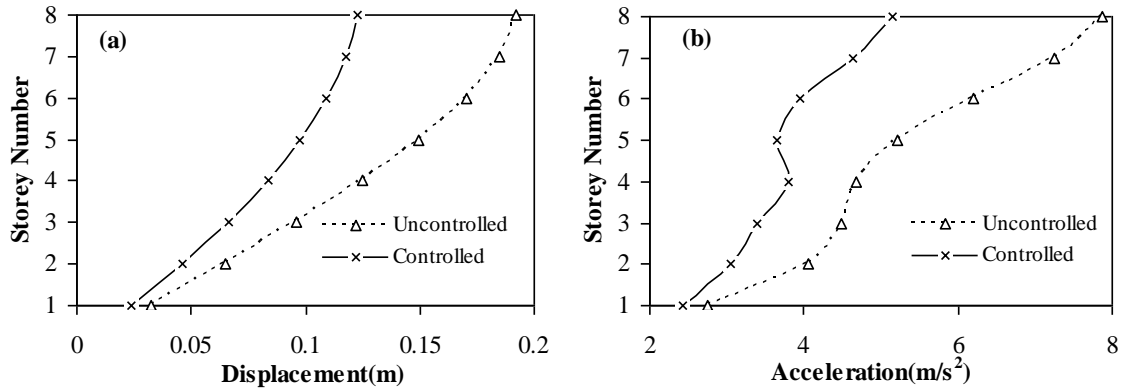 (a)
Storey Number
8
7
6
5
4
3
2
1
0 0.05 0.1 0.15 0.2
Displacement(m)
Uncontrolled
Controlled
(b)
Storey Number
8
7
6
5
4
3
2
1
2 4 6 8
Acceleration(m/s²)
Uncontrolled
Controlled